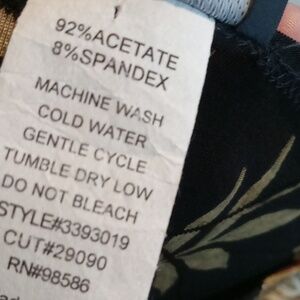 92%ACETATE
8%SPANDEX
MACHINE WASH
COLD WATER
GENTLE CYCLE
TUMBLE DRY LOW
DO NOT BLEACH
STYLE#3393019
CUT#29090
RN#98586